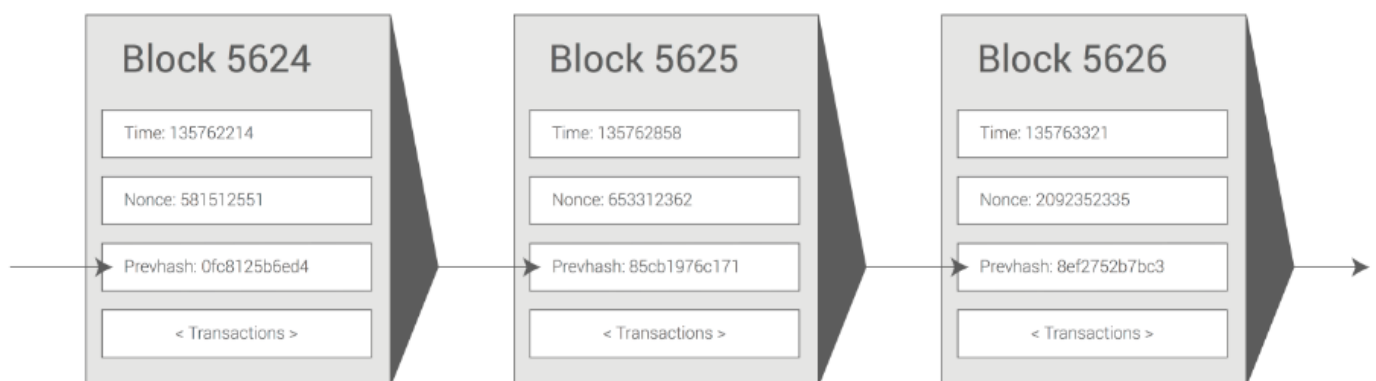 Block 5624
Time: 135762214
Nonce: 581512551
Prevhash: 0fc8125b6ed4
< Transactions >
Block 5625
Time: 135762858
Nonce: 653312362
Prevhash: 85cb1976c171
< Transactions >
Block 5626
Time: 135763321
Nonce: 2092352335
Prevhash: 8ef2752b7bc3
< Transactions >